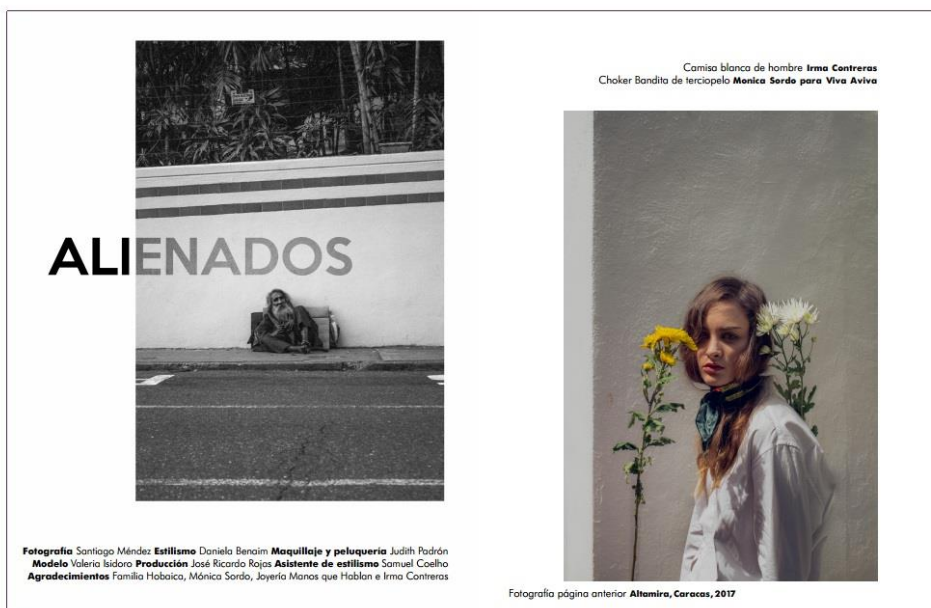 ALIENADOS
Fotografía Santiago Méndez Estilismo Daniela Benaim Maquillaje y peluquería Judith Padrón
Modelo Valeria Isidoro Producción José Ricardo Rojas Asistente de estilismo Samuel Coelho
Agradecimientos Familia Hobaica, Mónica Sordo, Joyería Manos que Hablan e Irma Contreras
Camisa blanca de hombre Irma Contreras
Choker Bandita de terciopelo Monica Sordo para Viva Aviva
Fotografía página anterior Altamira, Caracas, 2017